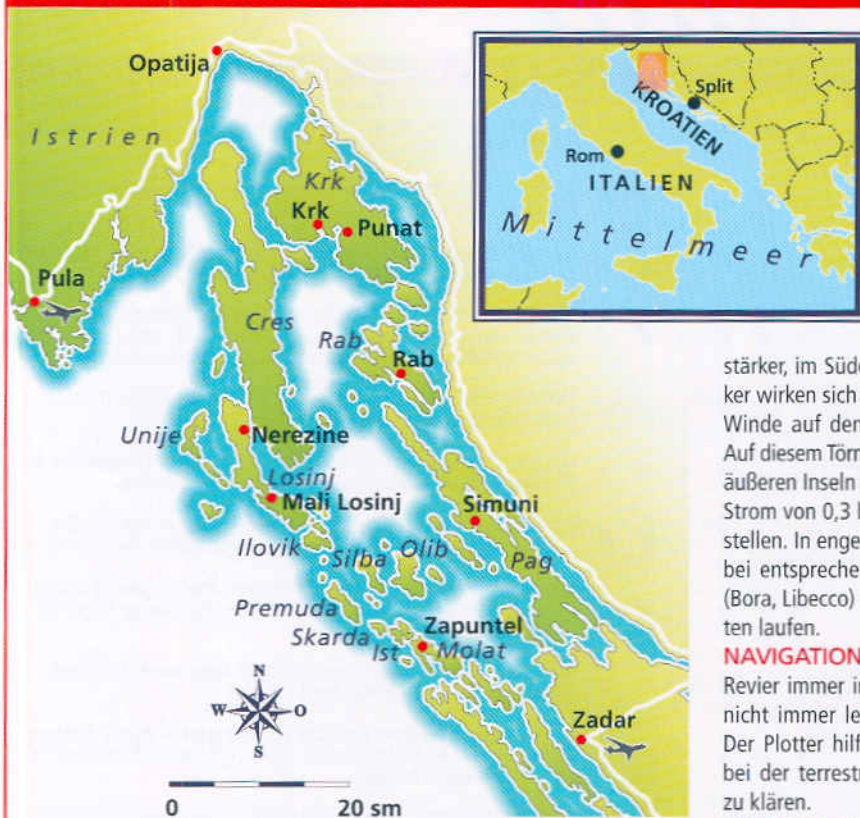 Opatija
Istrien
Krk
Krk
Punat
Pula
Cres
Rab
Rab
Unije
Nerezine
Losinj
Mali Losinj
Simuni
Ilovik
Silba
Olib
Pag
Premuda
Skarda
Zapuntel
Ist
Molat
Zadar
N
W
O
S
0
20 sm
Split
KROATIEN
Rom
ITALIEN
Mittelmeer
stärker, im Süd
ker wirken sich
Winde auf den
Auf diesem Törn
äußeren Inseln
Strom von 0,3
stellen. In enge
bei entspreche
(Bora, Libecco)
ten laufen.
NAVIGATION
Revier immer i
nicht immer le
Der Plotter hilf
bei der terrest
zu klären.